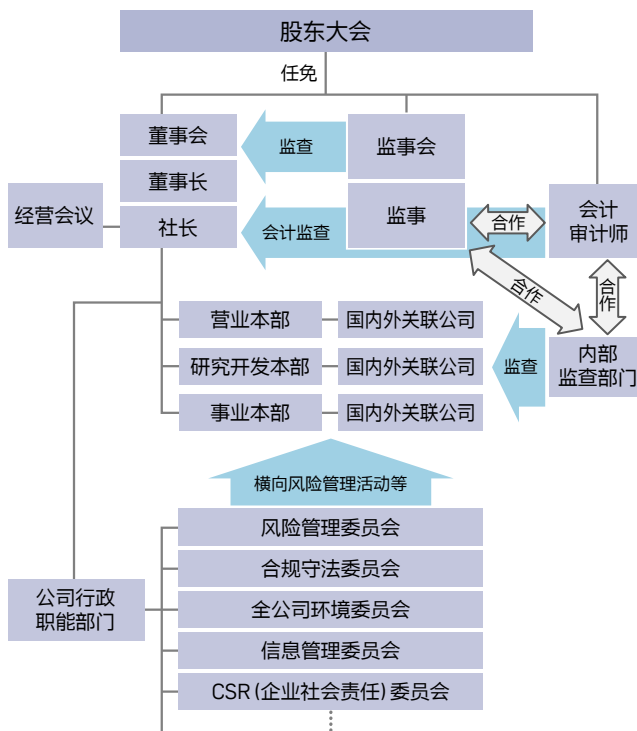 股东大会
任免
董事会
监查
监事会
董事长
经营会议
社长
会计监查
监事
合作
会计
审计师
合作
合作
营业本部
国内外关联公司
研究开发本部
国内外关联公司
监查
内部
监查部门
事业本部
国内外关联公司
横向风险管理活动等
风险管理委员会
合规守法委员会
公司行政
职能部门
全公司环境委员会
信息管理委员会
CSR (企业社会责任) 委员会